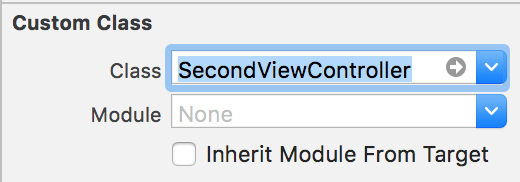 Custom Class
Class SecondViewController
Module None
Inherit Module From Target